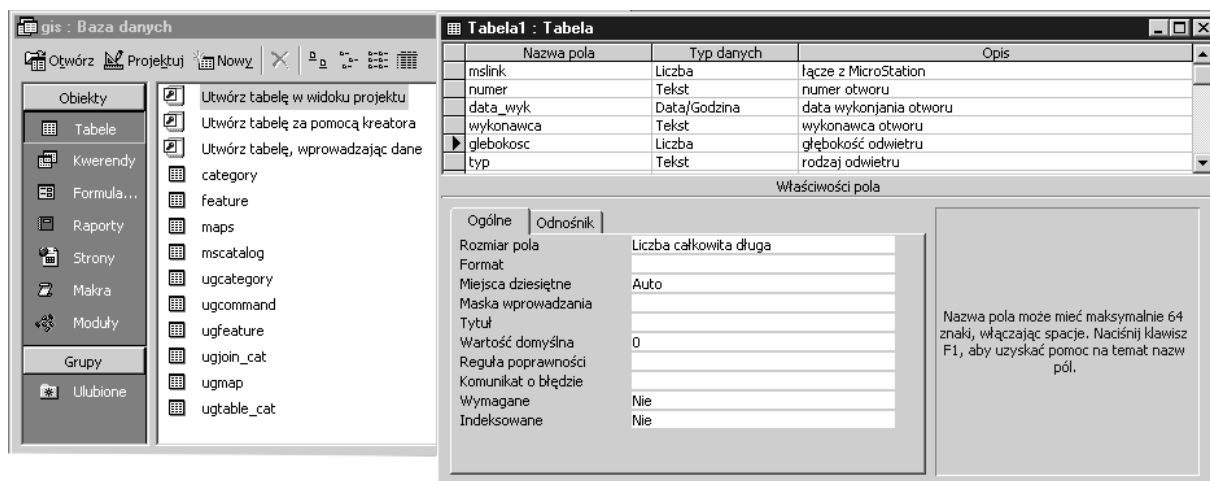 gis : Baza danych
Otwórz Projektuj Nowy
Obiekty
Tabele
Kwerendy
Formula...
Raporty
Strony
Makra
Moduły
Grupy
Ulubione
Utwórz tabelę w widoku projektu
Utwórz tabelę za pomocą kreatora
Utwórz tabelę, wprowadzając dane
category
feature
maps
mscatalog
ugcategory
ugcommand
ugfeature
ugjoin_cat
ugmap
ugtable_cat
Tabela1 : Tabela
Nazwa pola Typ danych Opis
mslink Liczba łącze z MicroStation
numer Tekst numer otworu
data_wyk Data/Godzina data wykonjania otworu
wykonawca Tekst wykonawca otworu
glebokosc Liczba głębokość odwietru
typ Tekst rodzaj odwietru
Właściwości pola
Ogólne Odnośnik
Rozmiar pola Liczba całkowita długa
Format
Miejsca dziesiętne Auto
Maska wprowadzania
Tytuł
Wartość domyślna 0
Reguła poprawności
Komunikat o błędzie
Wymagane Nie
Indeksowane Nie
Nazwa pola może mieć maksymalnie 64
znaki, włączając spacje. Naciśnij klawisz
F1, aby uzyskać pomoc na temat nazw
pól.